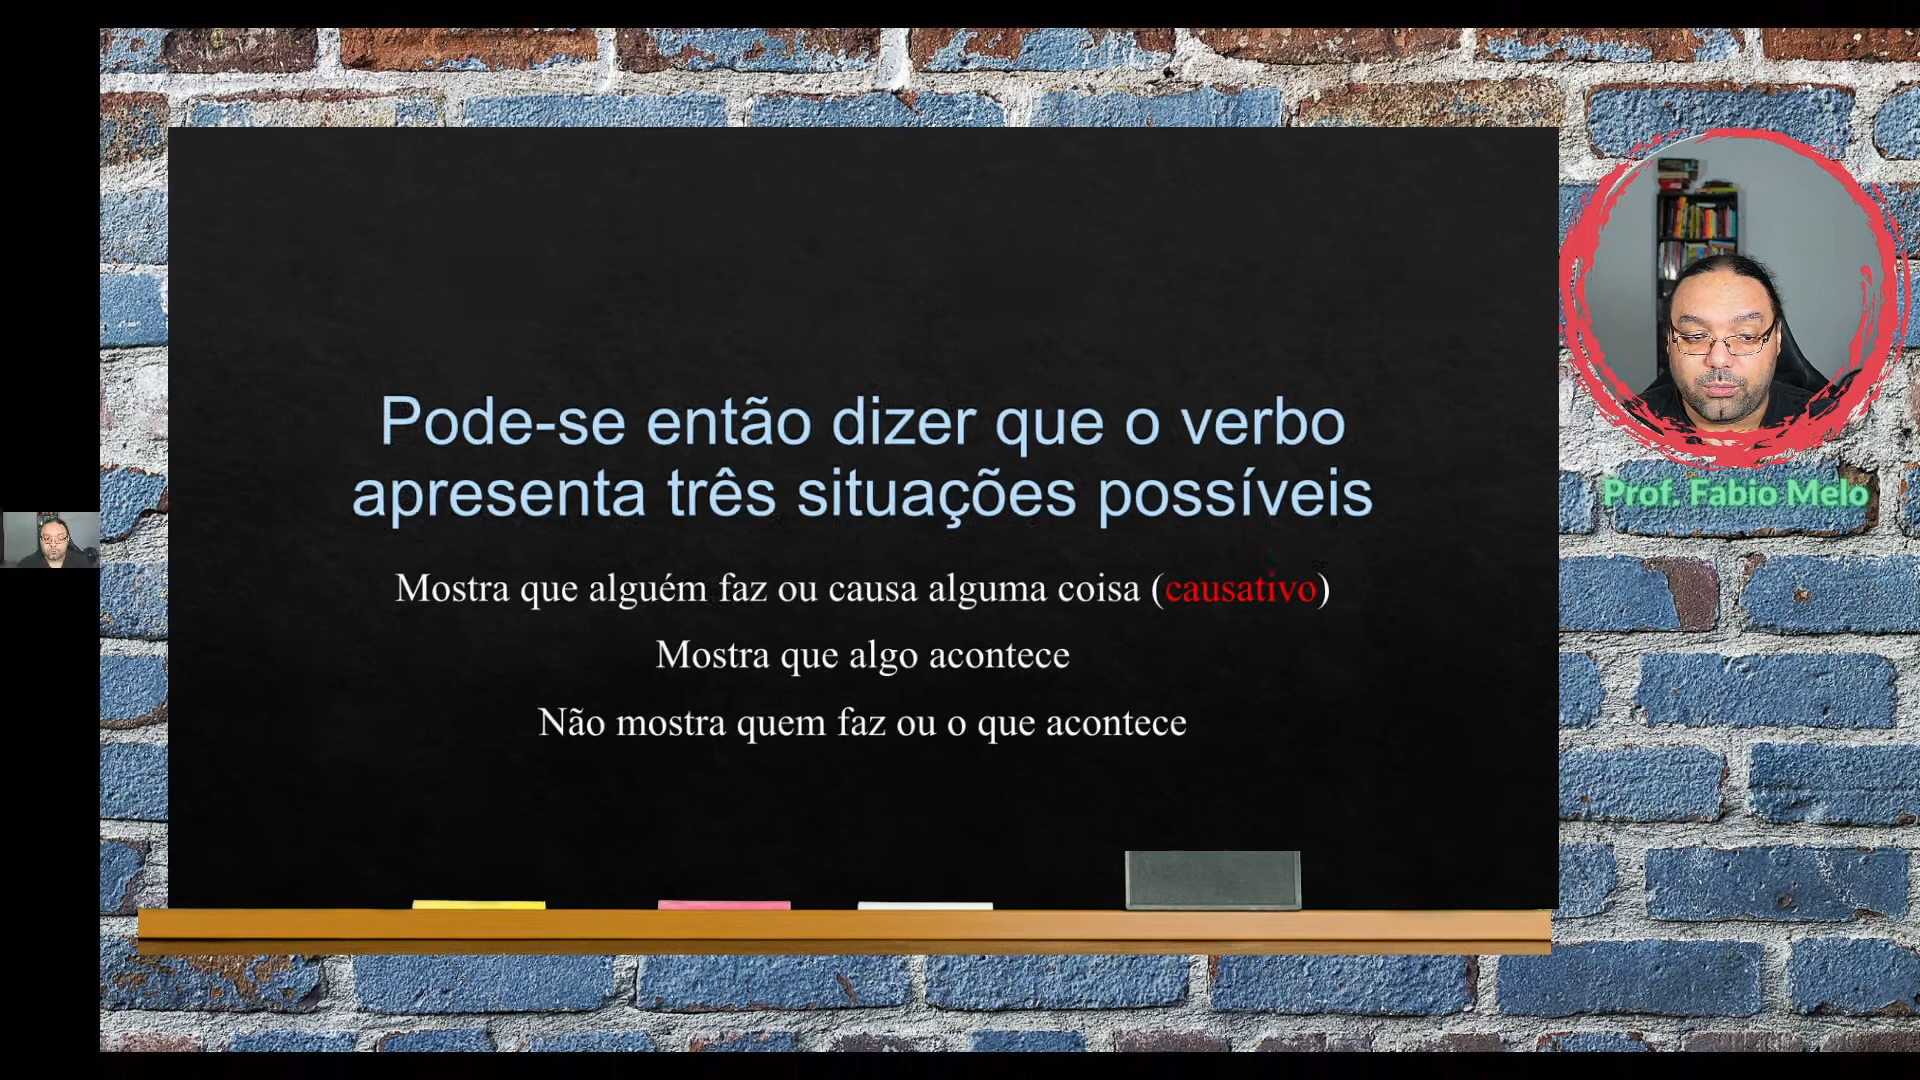 Pode-se então dizer que o verbo
apresenta três situações possíveis
Mostra que alguém faz ou causa alguma coisa (causativo)
Mostra que algo acontece
Não mostra quem faz ou o que acontece
Prof. Fabio Melo